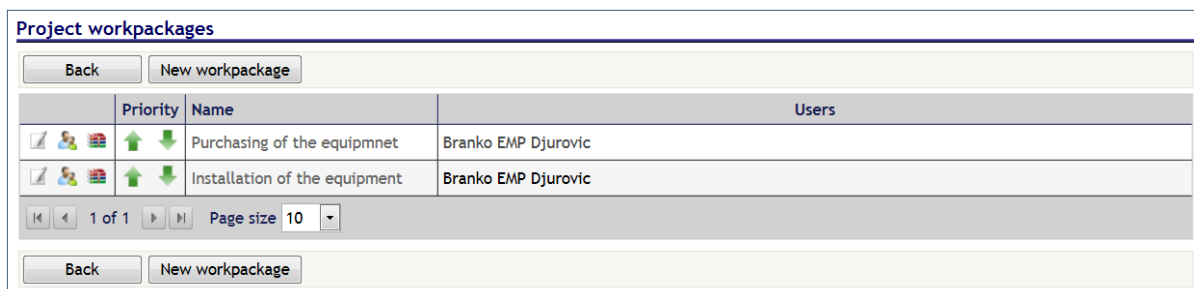 Project workpackages
Back New workpackage
Priority Name Users
Purchasing of the equipmnet Branko EMP Djurovic
Installation of the equipment Branko EMP Djurovic
1 of 1 Page size 10
Back New workpackage